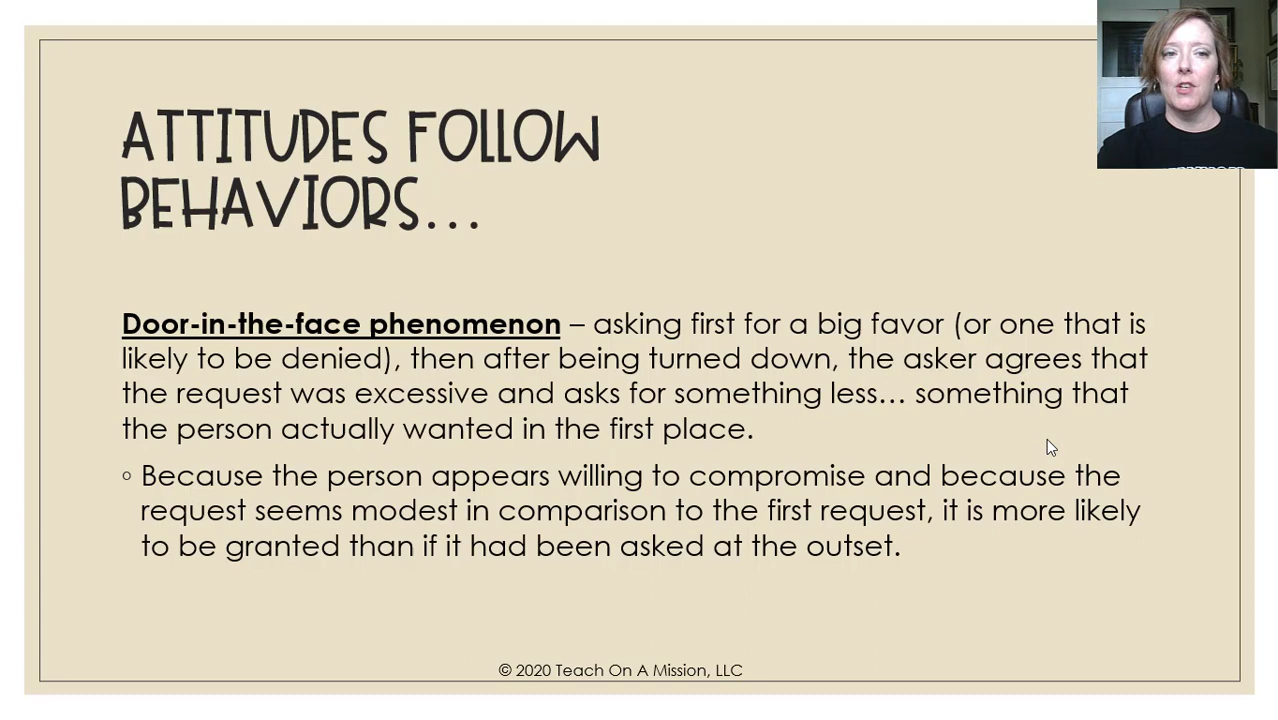 ATTITUDES FOLLOW
BEHAVIORS...
Door-in-the-face phenomenon – asking first for a big favor (or one that is
likely to be denied), then after being turned down, the asker agrees that
the request was excessive and asks for something less… something that
the person actually wanted in the first place.
◦ Because the person appears willing to compromise and because the
request seems modest in comparison to the first request, it is more likely
to be granted than if it had been asked at the outset.
© 2020 Teach On A Mission, LLC